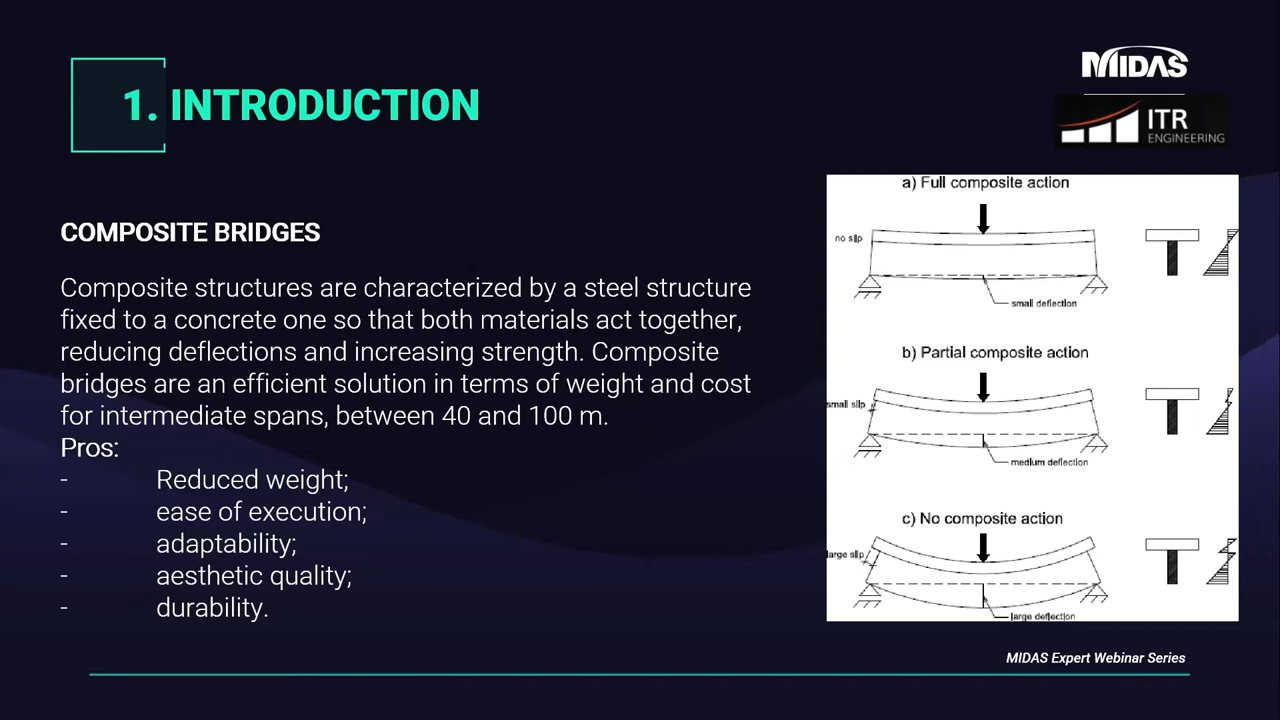 1. INTRODUCTION
MIDAS
ITR
ENGINEERING
COMPOSITE BRIDGES
Composite structures are characterized by a steel structure
fixed to a concrete one so that both materials act together,
reducing deflections and increasing strength. Composite
bridges are an efficient solution in terms of weight and cost
for intermediate spans, between 40 and 100 m.
Pros:
- Reduced weight;
- ease of execution;
- adaptability;
- aesthetic quality;
- durability.
a) Full composite action
no slip
small deflection
b) Partial composite action
small slip
medium deflection
c) No composite action
large slip
large deflection
MIDAS Expert Webinar Series